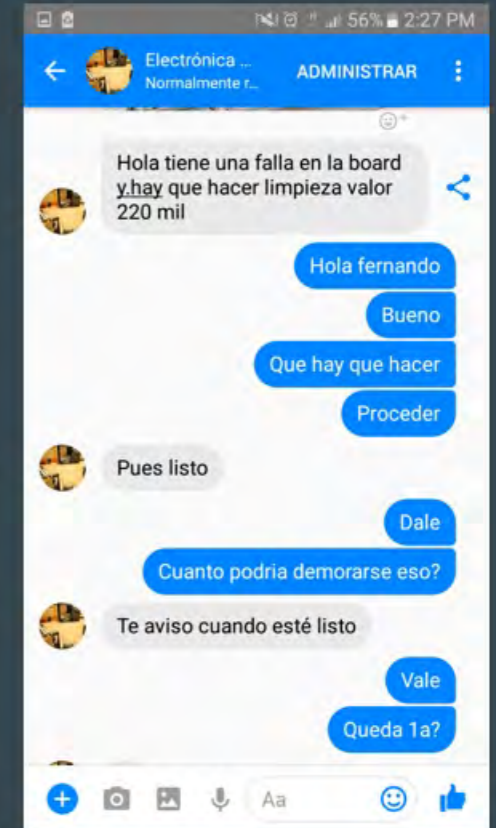 56% 2:27 PM
Electrónica ...
Normalmente r...
ADMINISTRAR
Hola tiene una falla en la board
y.hay que hacer limpieza valor
220 mil
Hola fernando
Bueno
Que hay que hacer
Proceder
Pues listo
Dale
Cuanto podria demorarse eso?
Te aviso cuando esté listo
Vale
Queda 1a?
Aa